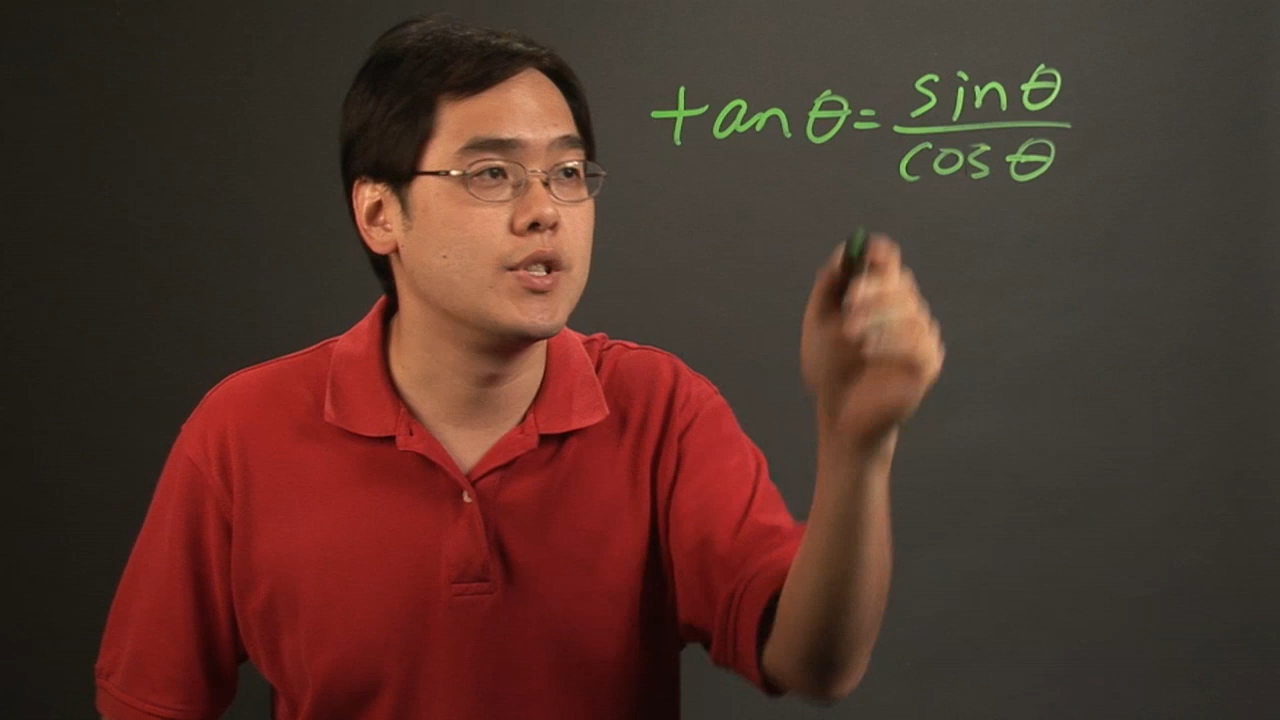 tan θ = sin θ / cos θ